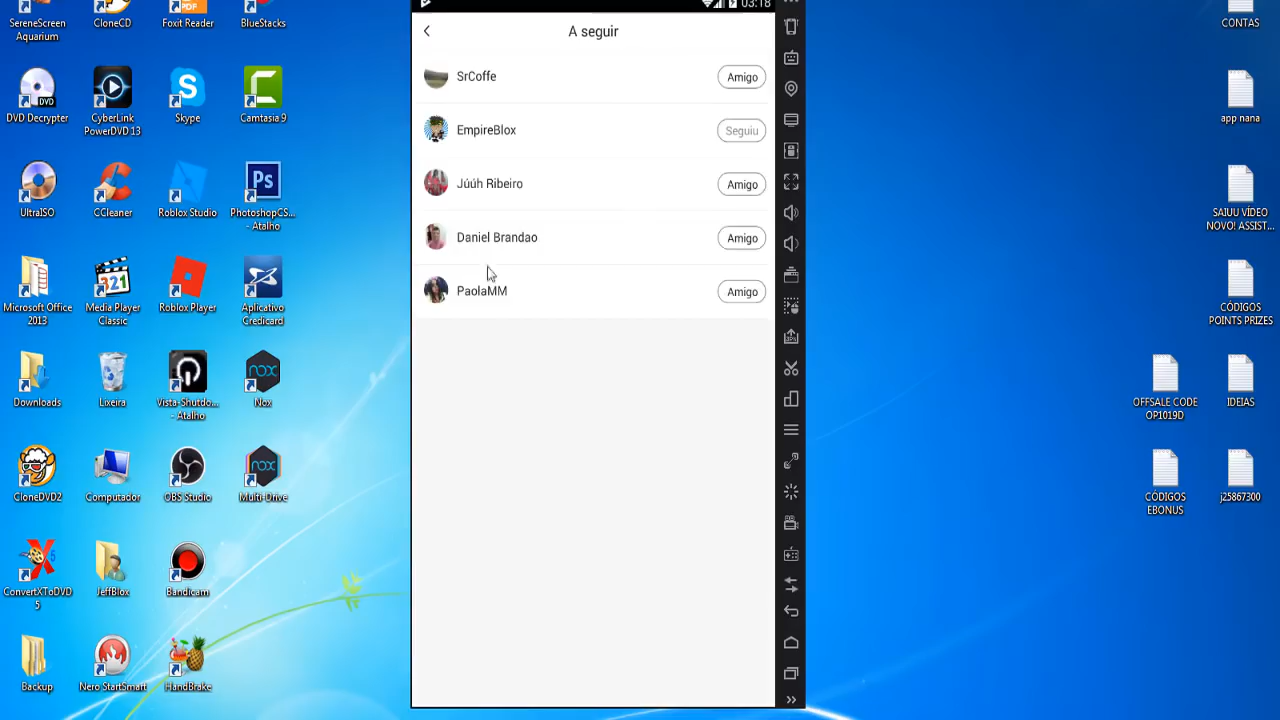 03:18
A seguir
SrCoffe
Amigo
EmpireBlox
Seguiu
Júúh Ribeiro
Amigo
Daniel Brandao
Amigo
PaolaMM
Amigo
SereneScreen
Aquarium
CloneCD
Foxit Reader
BlueStacks
DVD Decrypter
CyberLink
PowerDVD 13
Skype
Camtasia 9
UltraISO
CCleaner
Roblox Studio
PhotoshopCS...
- Atalho
Microsoft Office
2013
Media Player
Classic
Roblox Player
Aplicativo
Credicard
Downloads
Lixeira
Vista-Shutdo...
- Atalho
Nox
CloneDVD2
Computador
OBS Studio
Multi-Drive
ConvertXToDVD
5
JeffBlox
Bandicam
Backup
Nero StartSmart
HandBrake
CONTAS
app nana
SAIUU VÍDEO
NOVO! ASSIST...
CÓDIGOS
POINTS PRIZES
OFFSALE CODE
OP1019D
IDEIAS
CÓDIGOS
EBONUS
j25867300